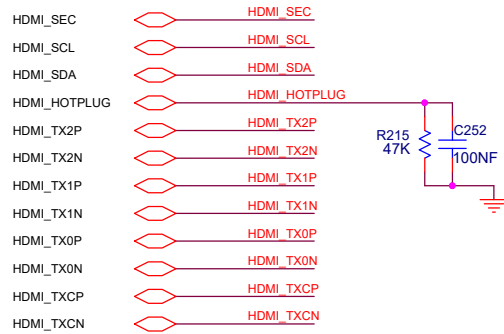 HDMI_SEC HDMI_SEC
HDMI_SCL HDMI_SCL
HDMI_SDA HDMI_SDA
HDMI_HOTPLUG HDMI_HOTPLUG
HDMI_TX2P HDMI_TX2P
R215 C252
HDMI_TX2N HDMI_TX2N
47K 100NF
HDMI_TX1P HDMI_TX1P
HDMI_TX1N HDMI_TX1N
HDMI_TX0P HDMI_TX0P
HDMI_TX0N HDMI_TX0N
HDMI_TXCP HDMI_TXCP
HDMI_TXCN HDMI_TXCN